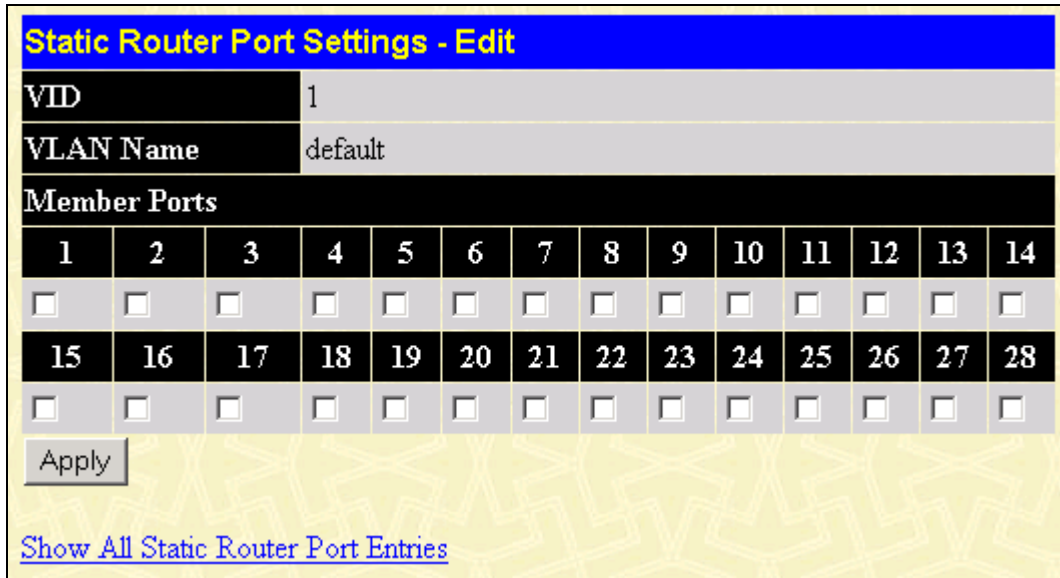 Static Router Port Settings - Edit
VID 1
VLAN Name default
Member Ports
1 2 3 4 5 6 7 8 9 10 11 12 13 14
15 16 17 18 19 20 21 22 23 24 25 26 27 28
Apply
Show All Static Router Port Entries